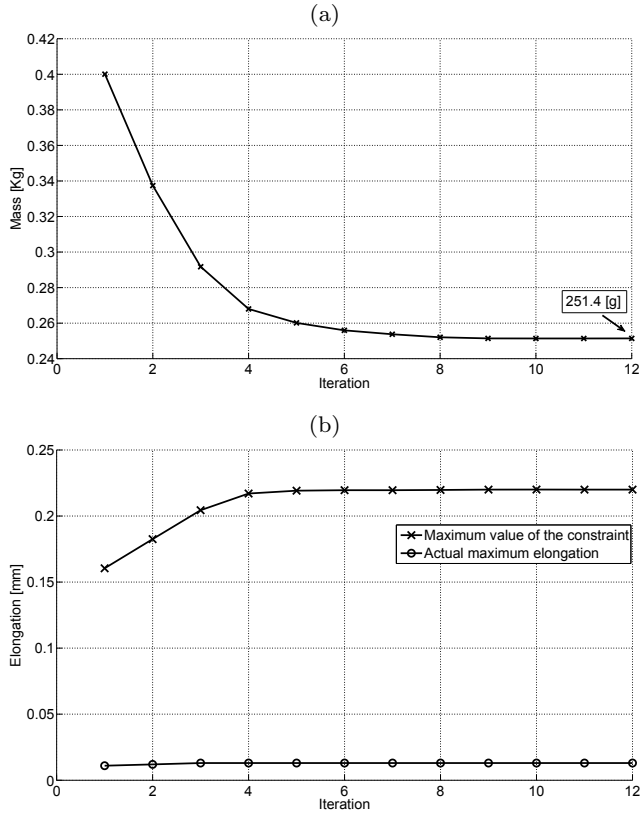 (a)
0.42
0.4
0.38
0.36
0.34
0.32
0.3
0.28
0.26
0.24
Mass [Kg]
251.4 [g]
0 2 4 6 8 10 12
Iteration
(b)
0.25
0.2
0.15
0.1
0.05
0
Elongation [mm]
Maximum value of the constraint
Actual maximum elongation
0 2 4 6 8 10 12
Iteration